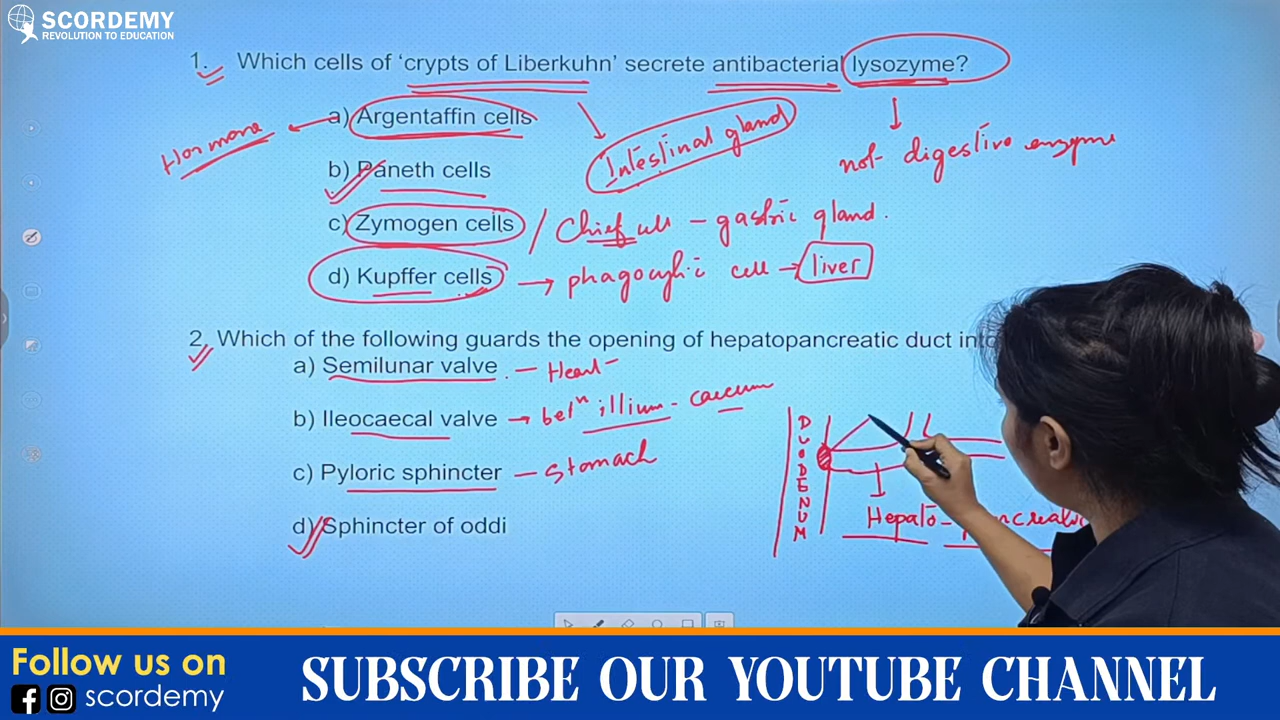 SCORDEMY
REVOLUTION TO EDUCATION
1. Which cells of ‘crypts of Liberkuhn’ secrete antibacterial lysozyme?
a) Argentaffin cells
Hormone
Intestinal gland
not digestive enzyme
b) Paneth cells
c) Zymogen cells / Chief cells - gastric gland.
d) Kupffer cells → phagocytic cell → liver
2. Which of the following guards the opening of hepatopancreatic duct into
a) Semilunar valve - Heart
b) Ileocaecal valve → betn illium - caecum
c) Pyloric sphincter - stomach
d) Sphincter of oddi
DUODENUM
Hepato -
Follow us on
scordemy
SUBSCRIBE OUR YOUTUBE CHANNEL